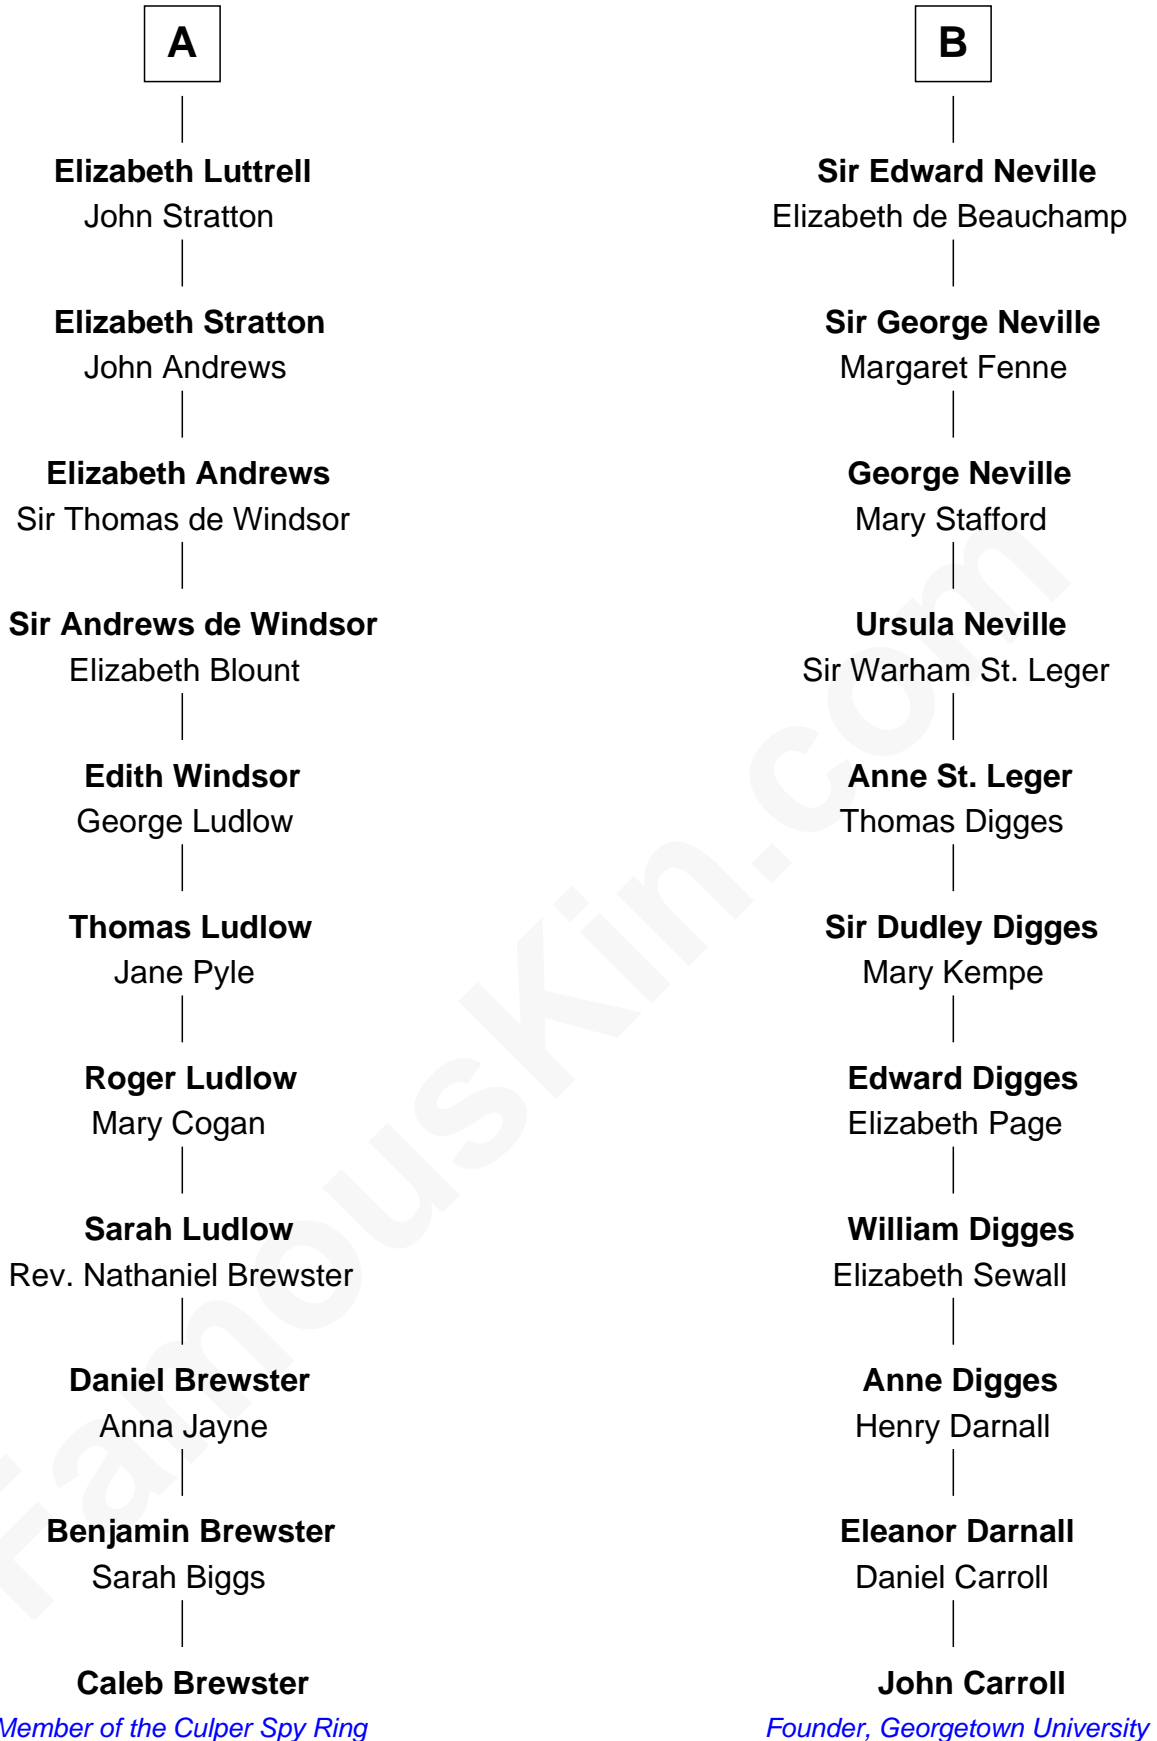 A
Elizabeth Luttrell
John Stratton
Elizabeth Stratton
John Andrews
Elizabeth Andrews
Sir Thomas de Windsor
Sir Andrews de Windsor
Elizabeth Blount
Edith Windsor
George Ludlow
Thomas Ludlow
Jane Pyle
Roger Ludlow
Mary Cogan
Sarah Ludlow
Rev. Nathaniel Brewster
Daniel Brewster
Anna Jayne
Benjamin Brewster
Sarah Biggs
Caleb Brewster
Member of the Culper Spy Ring
B
Sir Edward Neville
Elizabeth de Beauchamp
Sir George Neville
Margaret Fenne
George Neville
Mary Stafford
Ursula Neville
Sir Warham St. Leger
Anne St. Leger
Thomas Digges
Sir Dudley Digges
Mary Kempe
Edward Digges
Elizabeth Page
William Digges
Elizabeth Sewall
Anne Digges
Henry Darnall
Eleanor Darnall
Daniel Carroll
John Carroll
Founder, Georgetown University
FamousKin.com